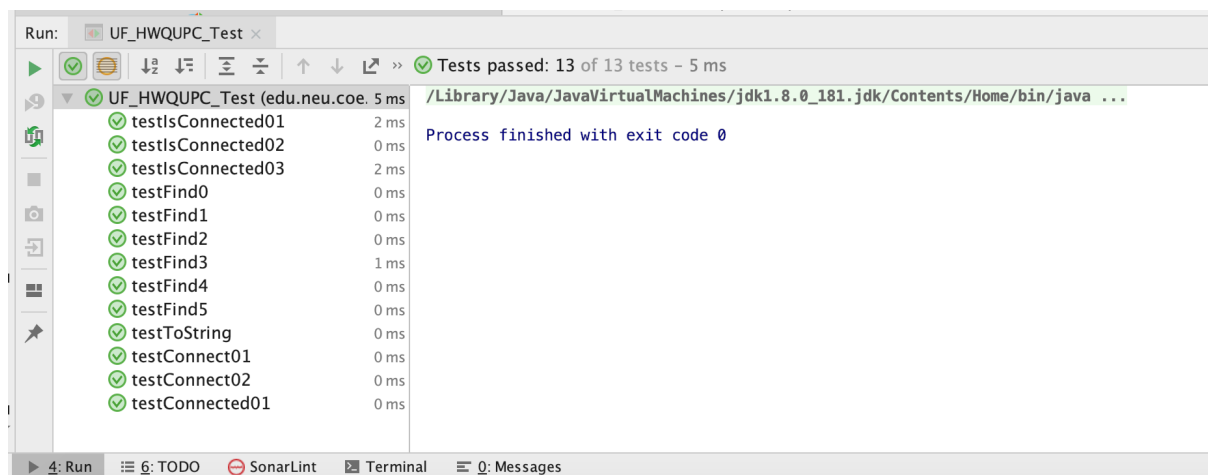 Run: UF_HWQUPC_Test ×
» Tests passed: 13 of 13 tests – 5 ms
UF_HWQUPC_Test (edu.neu.coe. 5 ms
/Library/Java/JavaVirtualMachines/jdk1.8.0_181.jdk/Contents/Home/bin/java ...
testIsConnected01 2 ms
Process finished with exit code 0
testIsConnected02 0 ms
testIsConnected03 2 ms
testFind0 0 ms
testFind1 0 ms
testFind2 0 ms
testFind3 1 ms
testFind4 0 ms
testFind5 0 ms
testToString 0 ms
testConnect01 0 ms
testConnect02 0 ms
testConnected01 0 ms
4: Run 6: TODO SonarLint Terminal 0: Messages